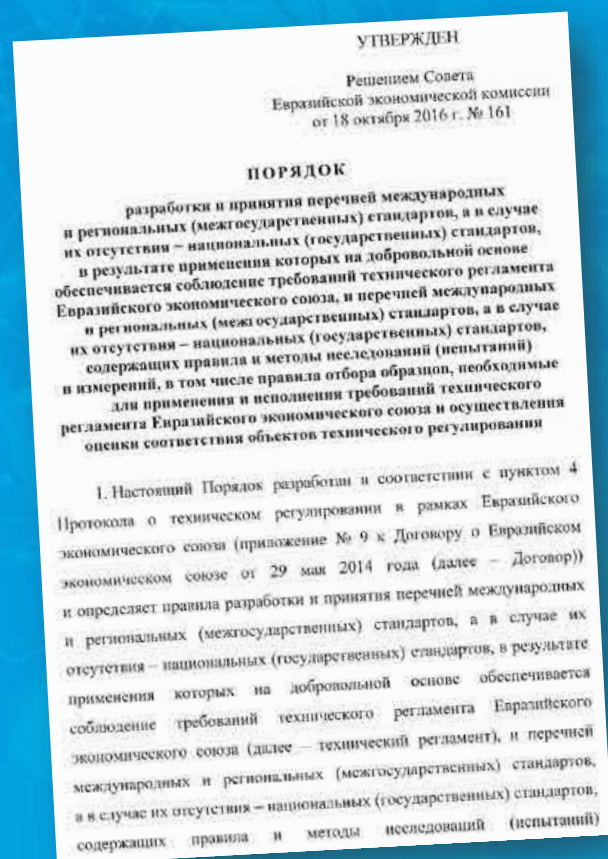 УТВЕРЖДЕН
Решением Совета
Евразийской экономической комиссии
от 18 октября 2016 г. № 161
ПОРЯДОК
разработки и принятия перечней международных
и региональных (межгосударственных) стандартов, а в случае
их отсутствия – национальных (государственных) стандартов,
в результате применения которых на добровольной основе
обеспечивается соблюдение требований технического регламента
Евразийского экономического союза, и перечней международных
и региональных (межгосударственных) стандартов, а в случае
их отсутствия – национальных (государственных) стандартов,
содержащих правила и методы исследований (испытаний)
и измерений, в том числе правила отбора образцов, необходимые
для применения и исполнения требований технического
регламента Евразийского экономического союза и осуществления
оценки соответствия объектов технического регулирования
1. Настоящий Порядок разработан в соответствии с пунктом 4
Протокола о техническом регулировании в рамках Евразийского
экономического союза (приложение № 9 к Договору о Евразийском
экономическом союзе от 29 мая 2014 года (далее – Договор))
и определяет правила разработки и принятия перечней международных
и региональных (межгосударственных) стандартов, а в случае их
отсутствия – национальных (государственных) стандартов, в результате
применения которых на добровольной основе обеспечивается
соблюдение требований технического регламента Евразийского
экономического союза (далее – технический регламент), и перечней
международных и региональных (межгосударственных) стандартов,
а в случае их отсутствия – национальных (государственных) стандартов,
содержащих правила и методы исследований (испытаний)